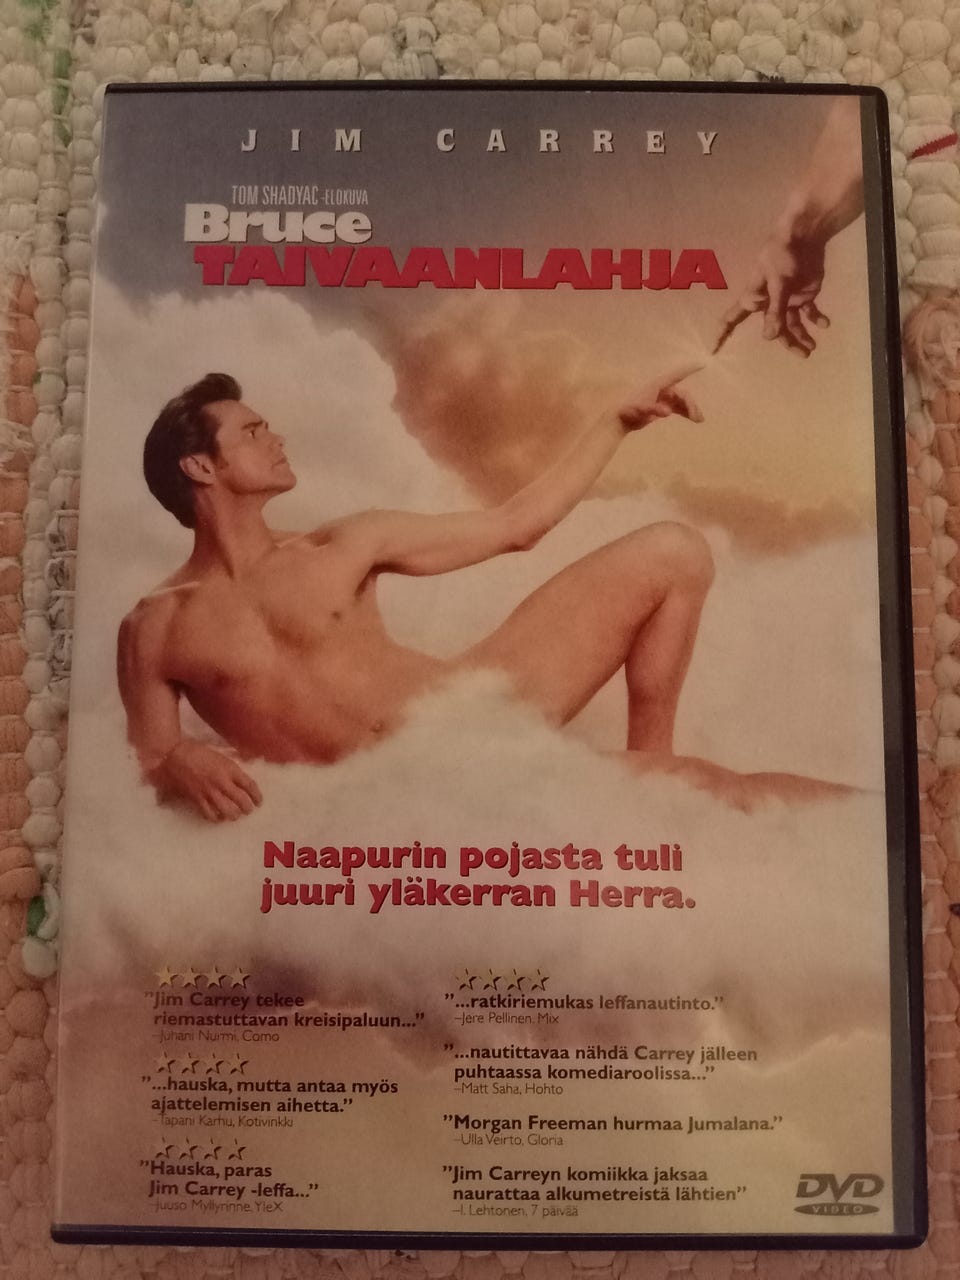 JIM CARREY
TOM SHADYAC -ELOKUVA
Bruce
TAIVAANLAHJA
Naapurin pojasta tuli
juuri yläkerran Herra.
"Jim Carrey tekee
riemastuttavan kreisipaluun..."
–Juhani Nurmi, Como
"...hauska, mutta antaa myös
ajattelemisen aihetta."
–Tapani Karhu, Kotivinkki
"Hauska, paras
Jim Carrey -leffa..."
–Juuso Myllyrinne, YleX
"...ratkiriemukas leffanautinto."
–Jere Pellinen, Mix
"...nautittavaa nähdä Carrey jälleen
puhtaassa komediaroolissa..."
–Matt Saha, Hohto
"Morgan Freeman hurmaa Jumalana."
–Ulla Veirto, Gloria
"Jim Carreyn komiikka jaksaa
naurattaa alkumetreistä lähtien"
–I. Lehtonen, 7 päivää
DVD
VIDEO